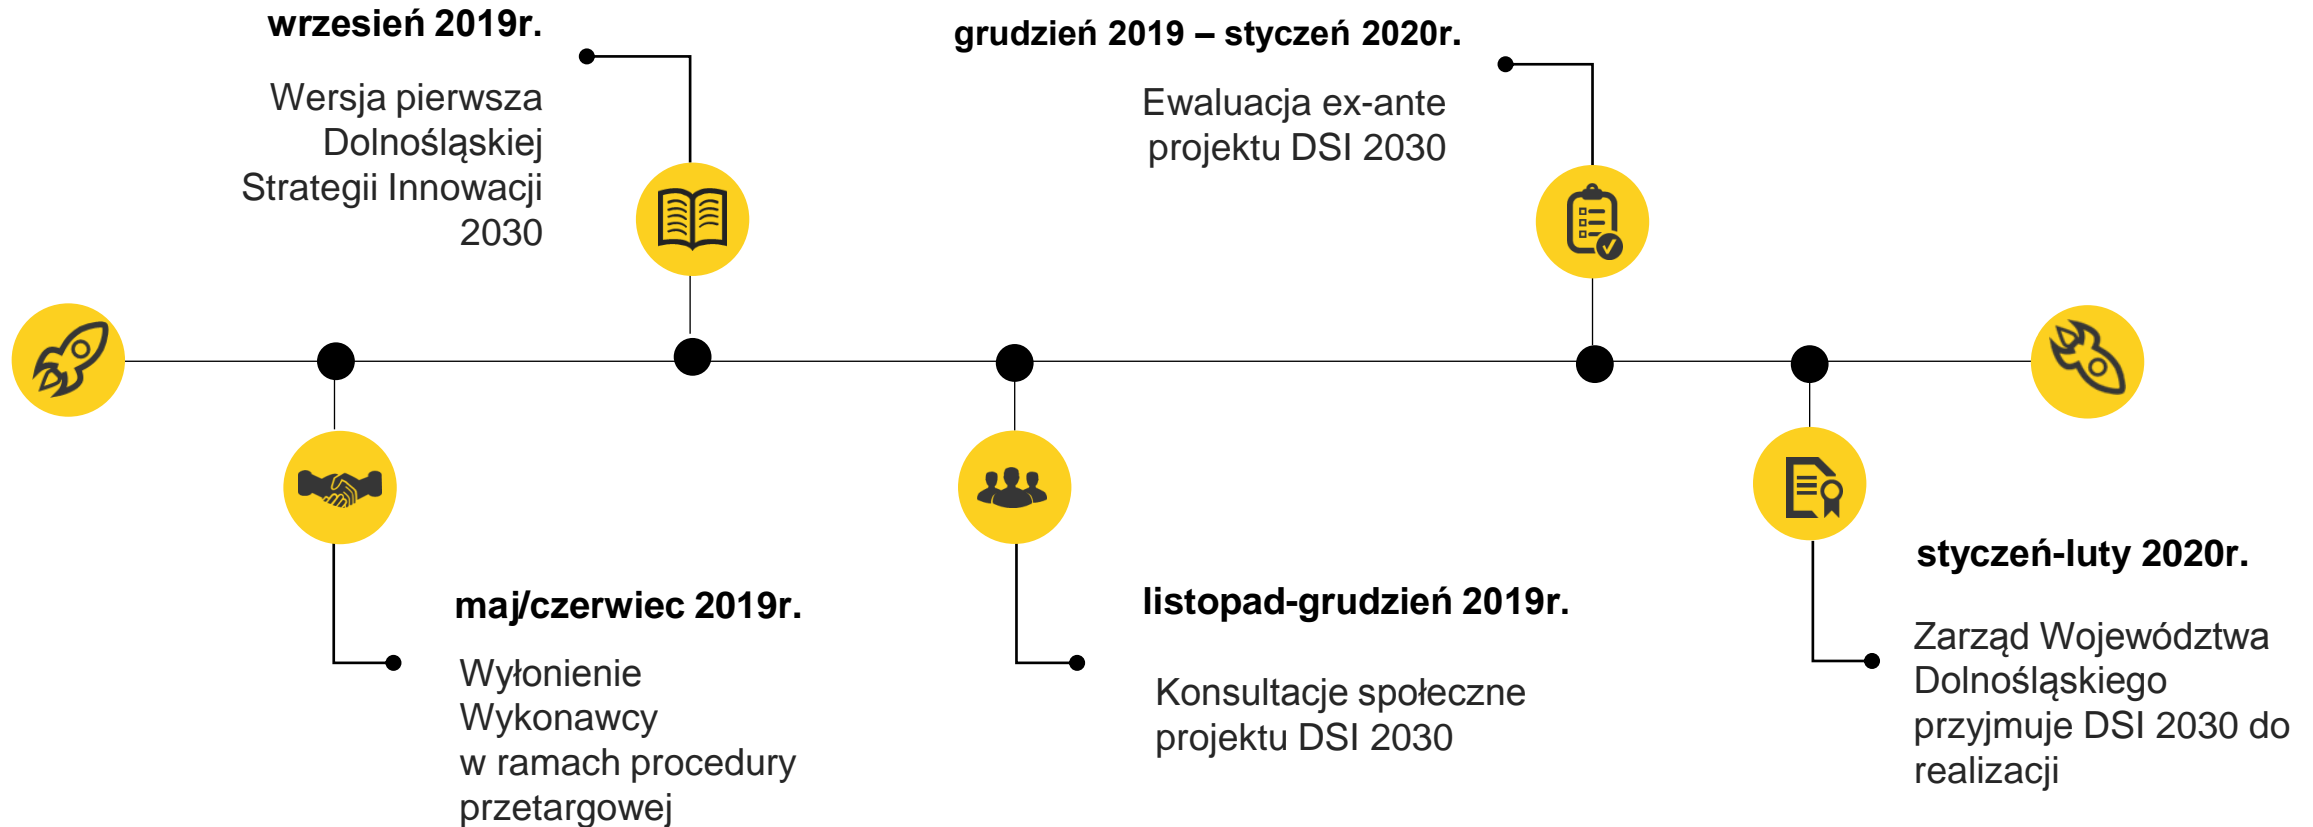 wrzesień 2019r.
Wersja pierwsza
Dolnośląskiej
Strategii Innowacji
2030
grudzień 2019 – styczeń 2020r.
Ewaluacja ex-ante
projektu DSI 2030
maj/czerwiec 2019r.
Wyłonienie
Wykonawcy
w ramach procedury
przetargowej
listopad-grudzień 2019r.
Konsultacje społeczne
projektu DSI 2030
styczeń-luty 2020r.
Zarząd Województwa
Dolnośląskiego
przyjmuje DSI 2030 do
realizacji